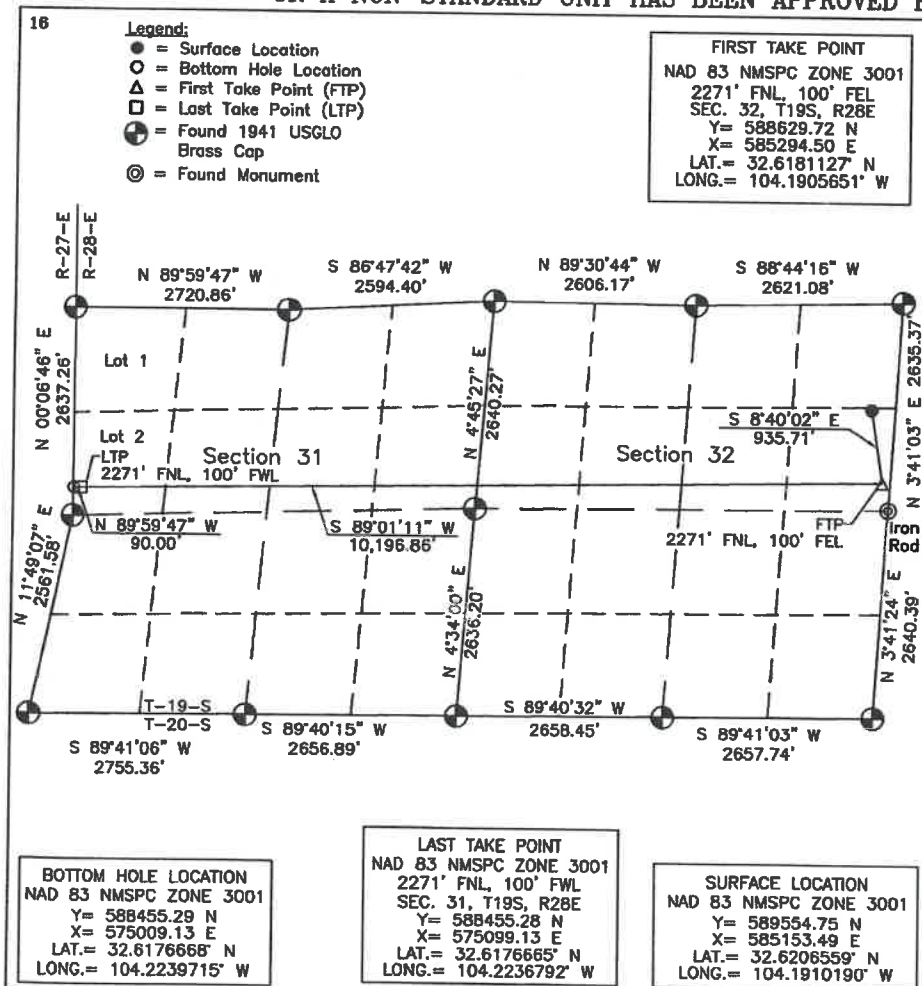 16
Legend:
= Surface Location
= Bottom Hole Location
= First Take Point (FTP)
= Last Take Point (LTP)
= Found 1941 USGLO
Brass Cap
= Found Monument
FIRST TAKE POINT
NAD 83 NMSPC ZONE 3001
2271' FNL, 100' FEL
SEC. 32, T19S, R28E
Y= 588629.72 N
X= 585294.50 E
LAT.= 32.6181127° N
LONG.= 104.1905651° W
R-27-E
R-28-E
N 89°59'47" W
2720.86'
S 86°47'42" W
2594.40'
N 89°30'44" W
2606.17'
S 88°44'16" W
2621.08'
N 00°06'46" E
2637.26'
Lot 1
N 4°45'27" E
2640.27'
N 3°41'03" E 2635.37'
Lot 2
LTP
Section 31
2271' FNL, 100' FWL
Section 32
S 8°40'02" E
935.71'
N 89°59'47" W
90.00'
S 89°01'11" W
10,196.86'
FTP
2271' FNL, 100' FEL
Iron
Rod
N 11°49'07" E
2561.58'
N 4°34'00" E
2636.20'
N 3°41'24" E
2640.39'
T-19-S
T-20-S
S 89°41'06" W
2755.36'
S 89°40'15" W
2656.89'
S 89°40'32" W
2658.45'
S 89°41'03" W
2657.74'
BOTTOM HOLE LOCATION
NAD 83 NMSPC ZONE 3001
Y= 588455.29 N
X= 575009.13 E
LAT.= 32.6176668° N
LONG.= 104.2239715° W
LAST TAKE POINT
NAD 83 NMSPC ZONE 3001
2271' FNL, 100' FWL
SEC. 31, T19S, R28E
Y= 588455.28 N
X= 575099.13 E
LAT.= 32.6176665° N
LONG.= 104.2236792° W
SURFACE LOCATION
NAD 83 NMSPC ZONE 3001
Y= 589554.75 N
X= 585153.49 E
LAT.= 32.6206559° N
LONG.= 104.1910190° W